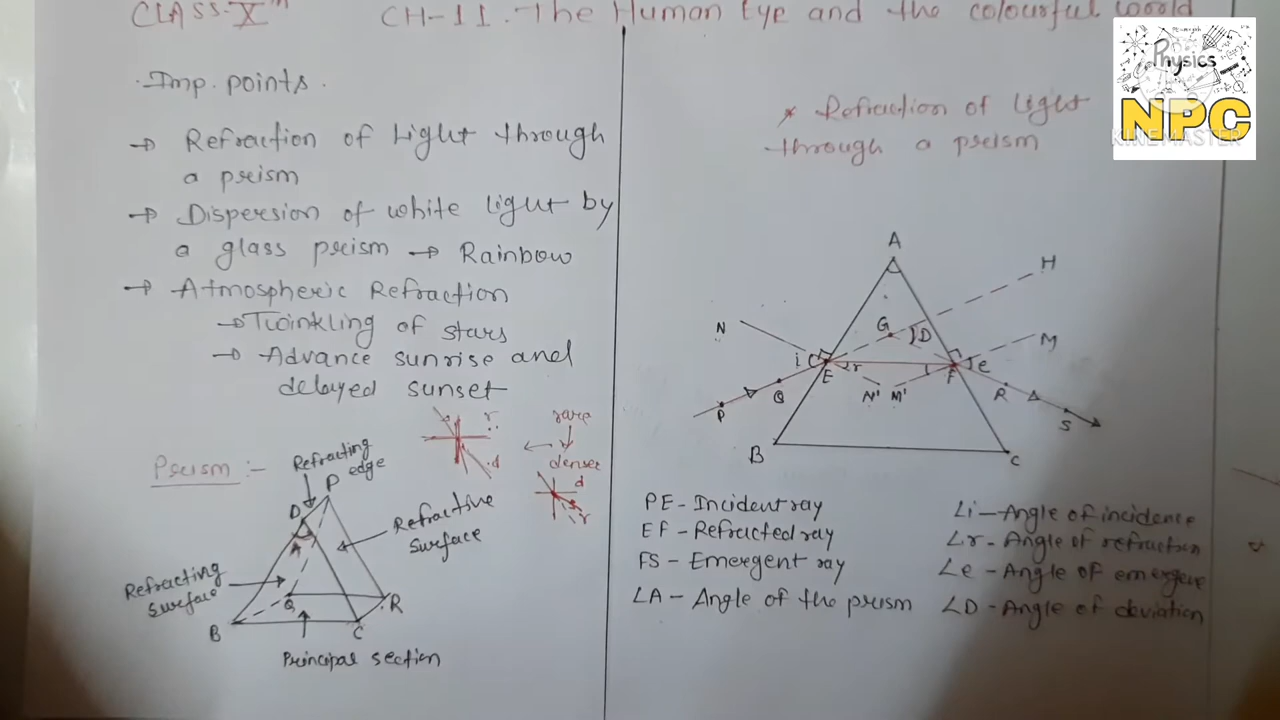 CLASS-Xth CH-11. The Human Eye and the colourful world
Imp. points.
→ Refraction of Light through
a prism
→ Dispersion of white light by
a glass prism → Rainbow
→ Atmospheric Refraction
→ Twinkling of stars
→ Advance sunrise and
delayed sunset
r
d
rare
denser
d
r
Prism :-
Refracting
edge
P
D
A
Refractive
surface
Refracting
surface
Q
R
B
C
Principal section
* Refraction of light
through a prism
A
H
N
G
D
M
i
E
r
F
e
P
Q
N'
M'
R
S
B
C
PE - Incident ray
EF - Refracted ray
FS - Emergent ray
∠A - Angle of the prism
∠i - Angle of incidence
∠r - Angle of refraction
∠e - Angle of emergence
∠D - Angle of deviation
Physics
NPC
KINEMASTER